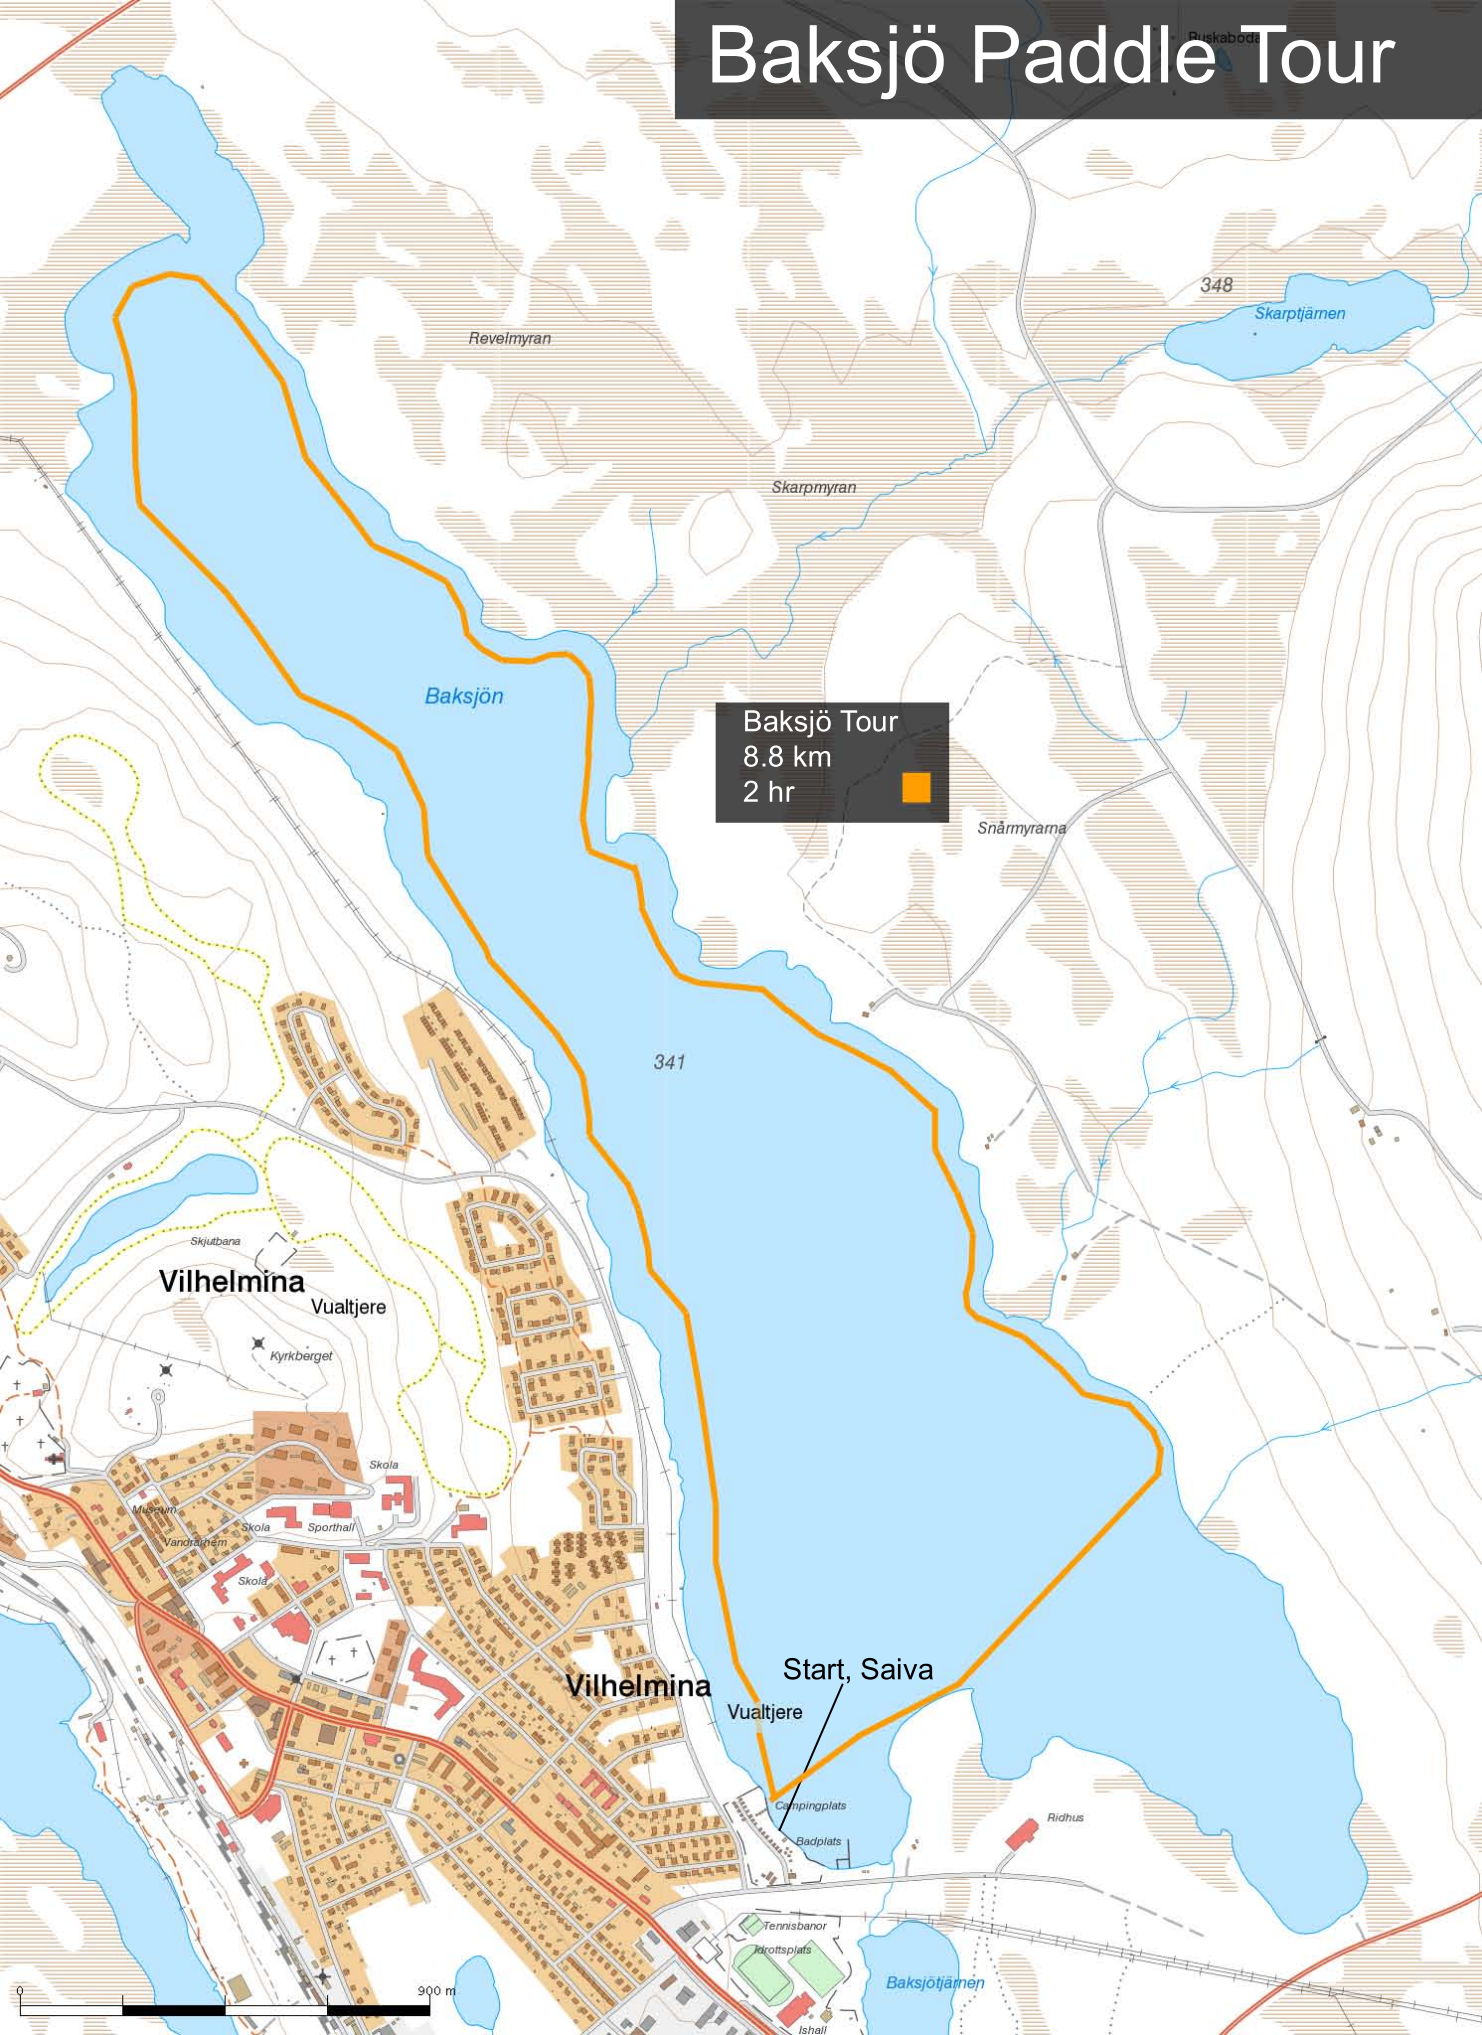 Baksjö Paddle Tour
Ruskaboda
348
Skarptjärnen
Revelmyran
Skarpmyran
Baksjön
Baksjö Tour
8.8 km
2 hr
Snårmyrarna
341
Skjutbana
Vilhelmina
Vualtjere
Kyrkberget
Skola
Museum
Skola
Sporthall
Vandrarhem
Skola
Start, Saiva
Vilhelmina
Vualtjere
Campingplats
Ridhus
Badplats
Tennisbanor
Idrottsplats
Baksjötjärnen
0
900 m
Ishall